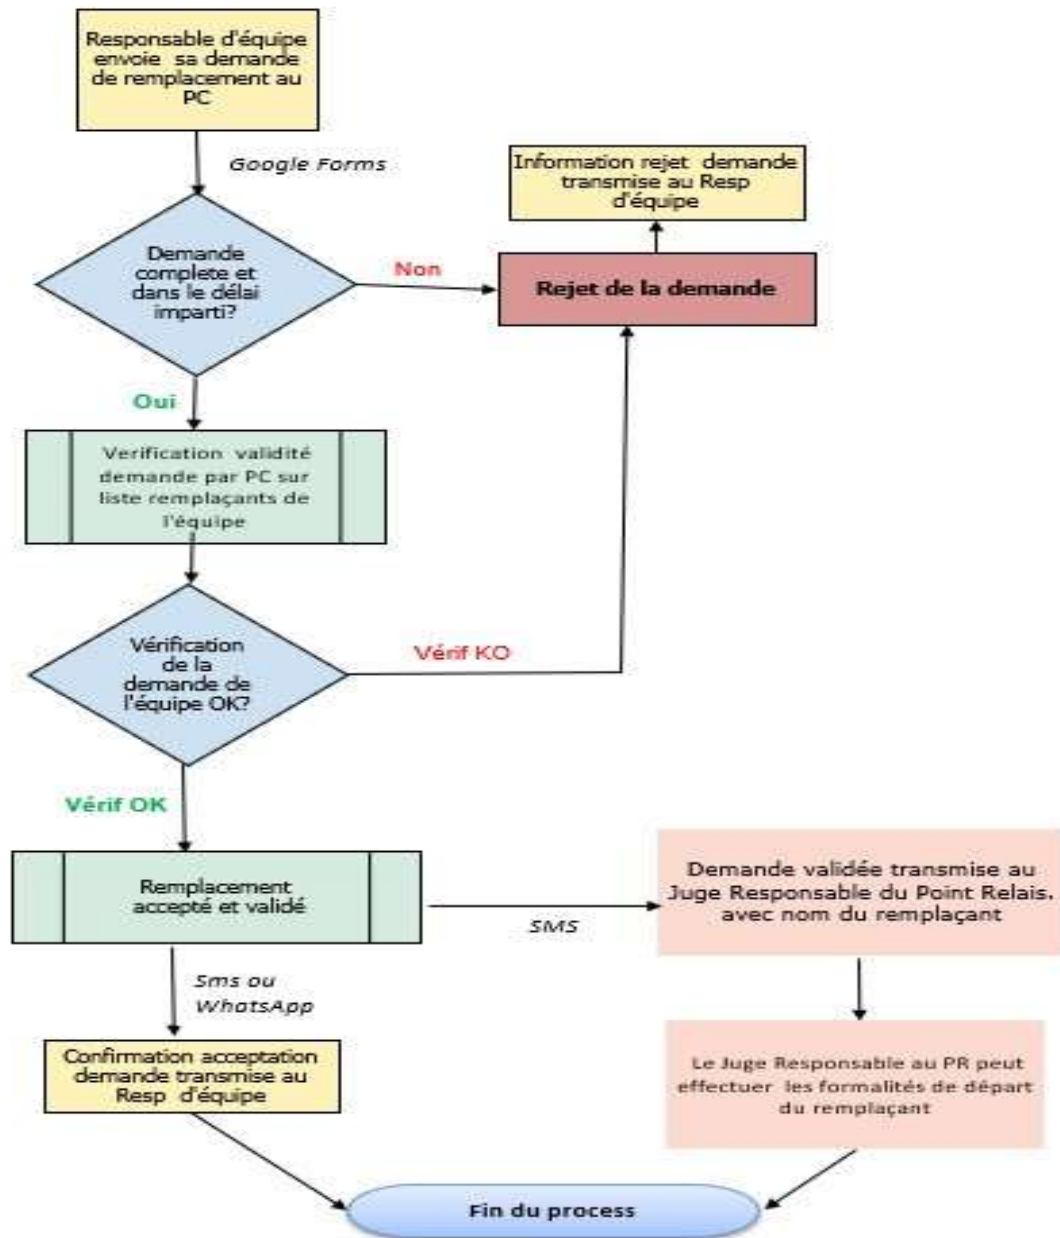 Responsable d'équipe
envoie sa demande
de remplacement au
PC
Google Forms
Information rejet demande
transmise au Resp
d'équipe
Demande
complete et
dans le délai
imparti?
Non
Rejet de la demande
Oui
Verification validité
demande par PC sur
liste remplaçants de
l'équipe
Vérification
de la
demande de
l'équipe OK?
Vérif KO
Vérif OK
Remplacement
accepté et validé
SMS
Demande validée transmise au
Juge Responsable du Point Relais.
avec nom du remplaçant
Sms ou
WhatsApp
Confirmation acceptation
demande transmise au
Resp d'équipe
Le Juge Responsable au PR peut
effectuer les formalités de départ
du remplaçant
Fin du process